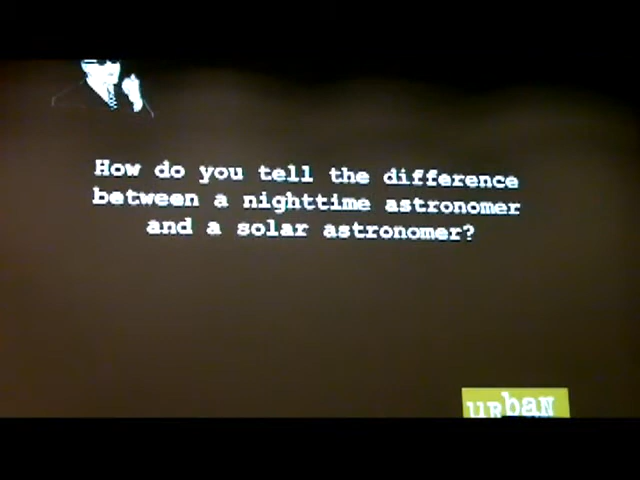 How do you tell the difference
between a nighttime astronomer
and a solar astronomer?
urban